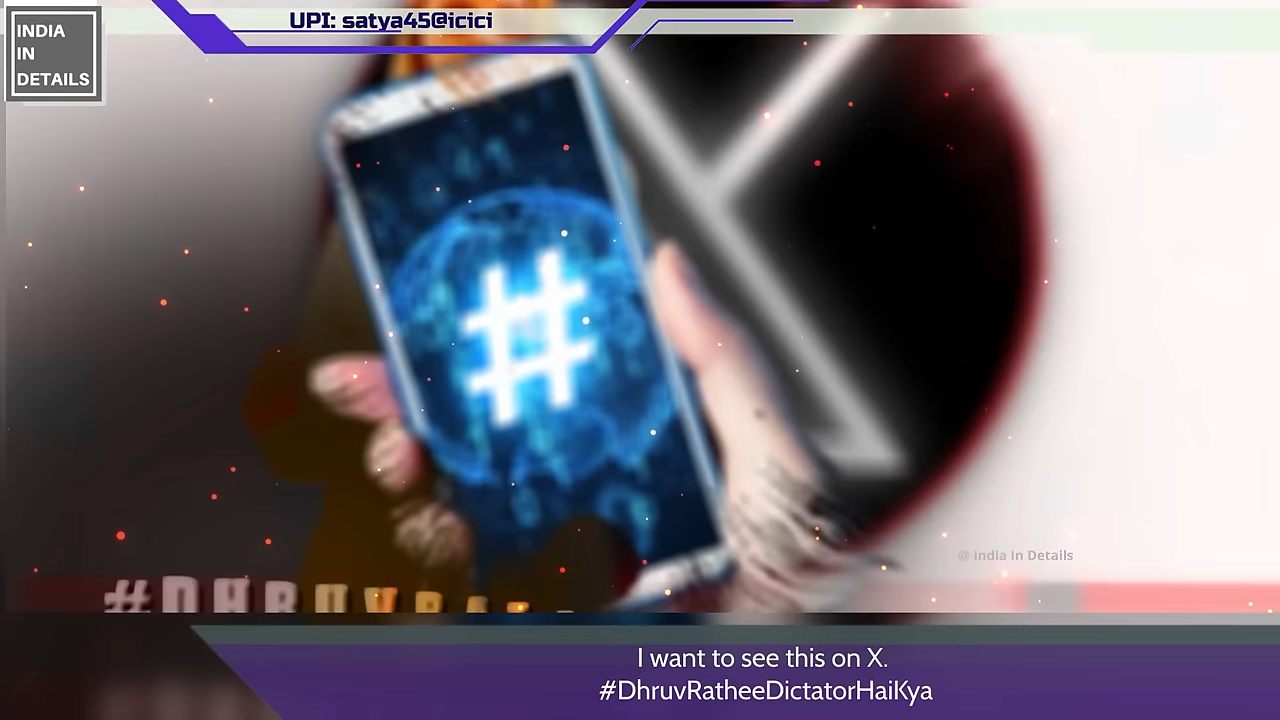 UPI: satya45@icici
INDIA
IN
DETAILS
#
@ India In Details
I want to see this on X.
#DhruvRatheeDictatorHaiKya